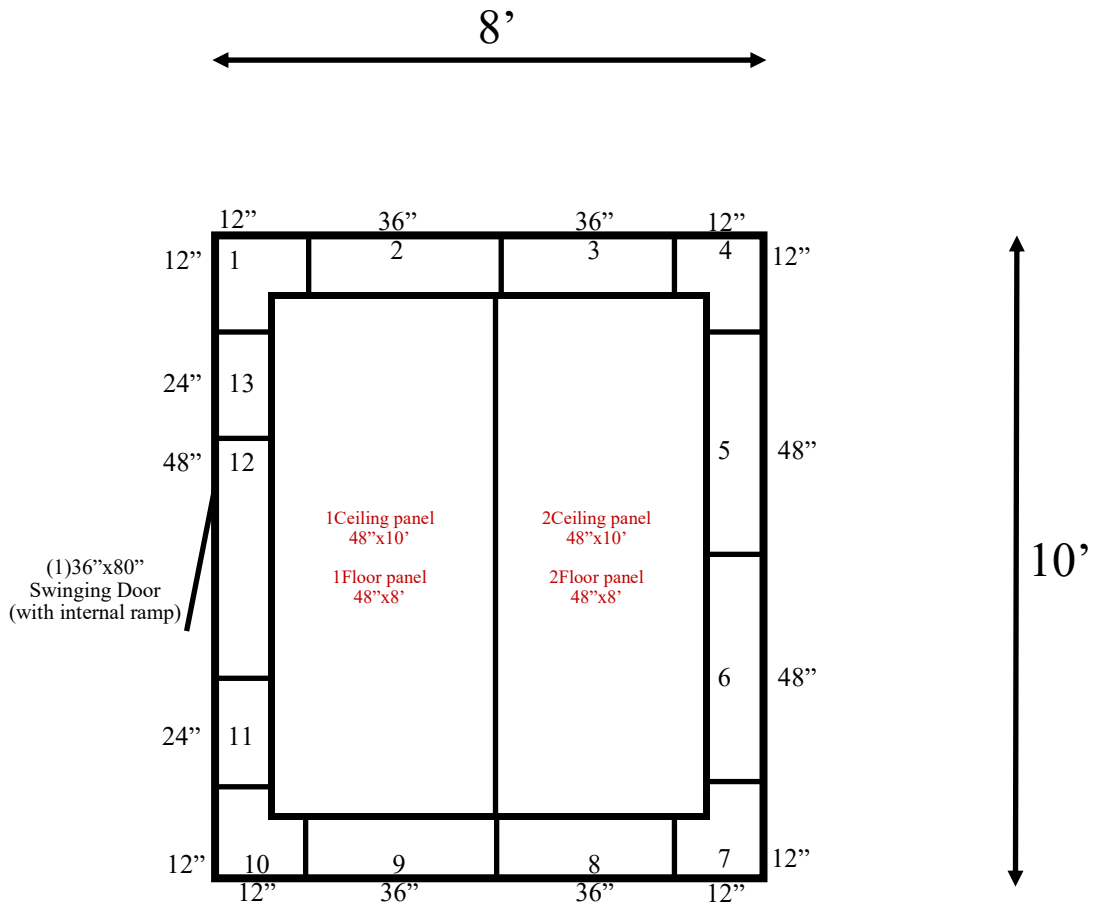 8’
12” 36” 36” 12”
12” 1 2 3 4 12”
24” 13
48” 12 5 48”
1Ceiling panel
48”x10’
2Ceiling panel
48”x10’
10’
1Floor panel
48”x8’
2Floor panel
48”x8’
(1)36”x80”
Swinging Door
(with internal ramp)
6 48”
24” 11
12” 10 9 8 7 12”
12” 36” 36” 12”